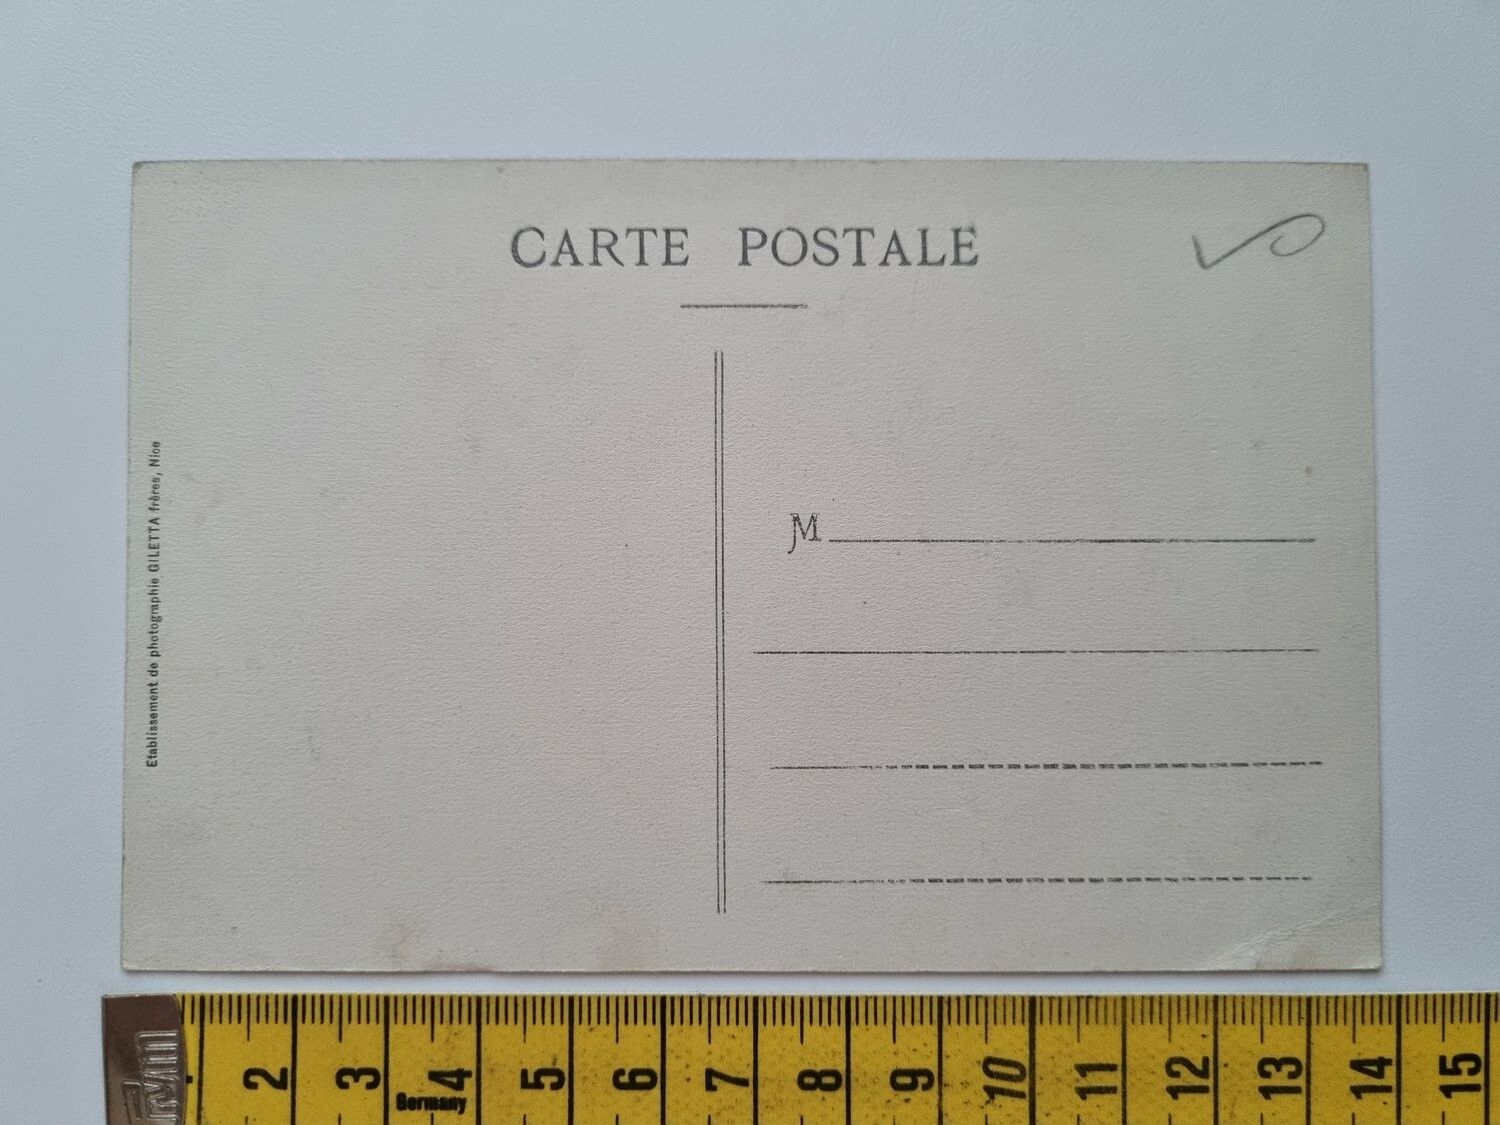 CARTE POSTALE
Etablissement de photographie GILETTA frères, Nice
M
2 3 4 5 6 7 8 9 10 11 12 13 14 15
Germany